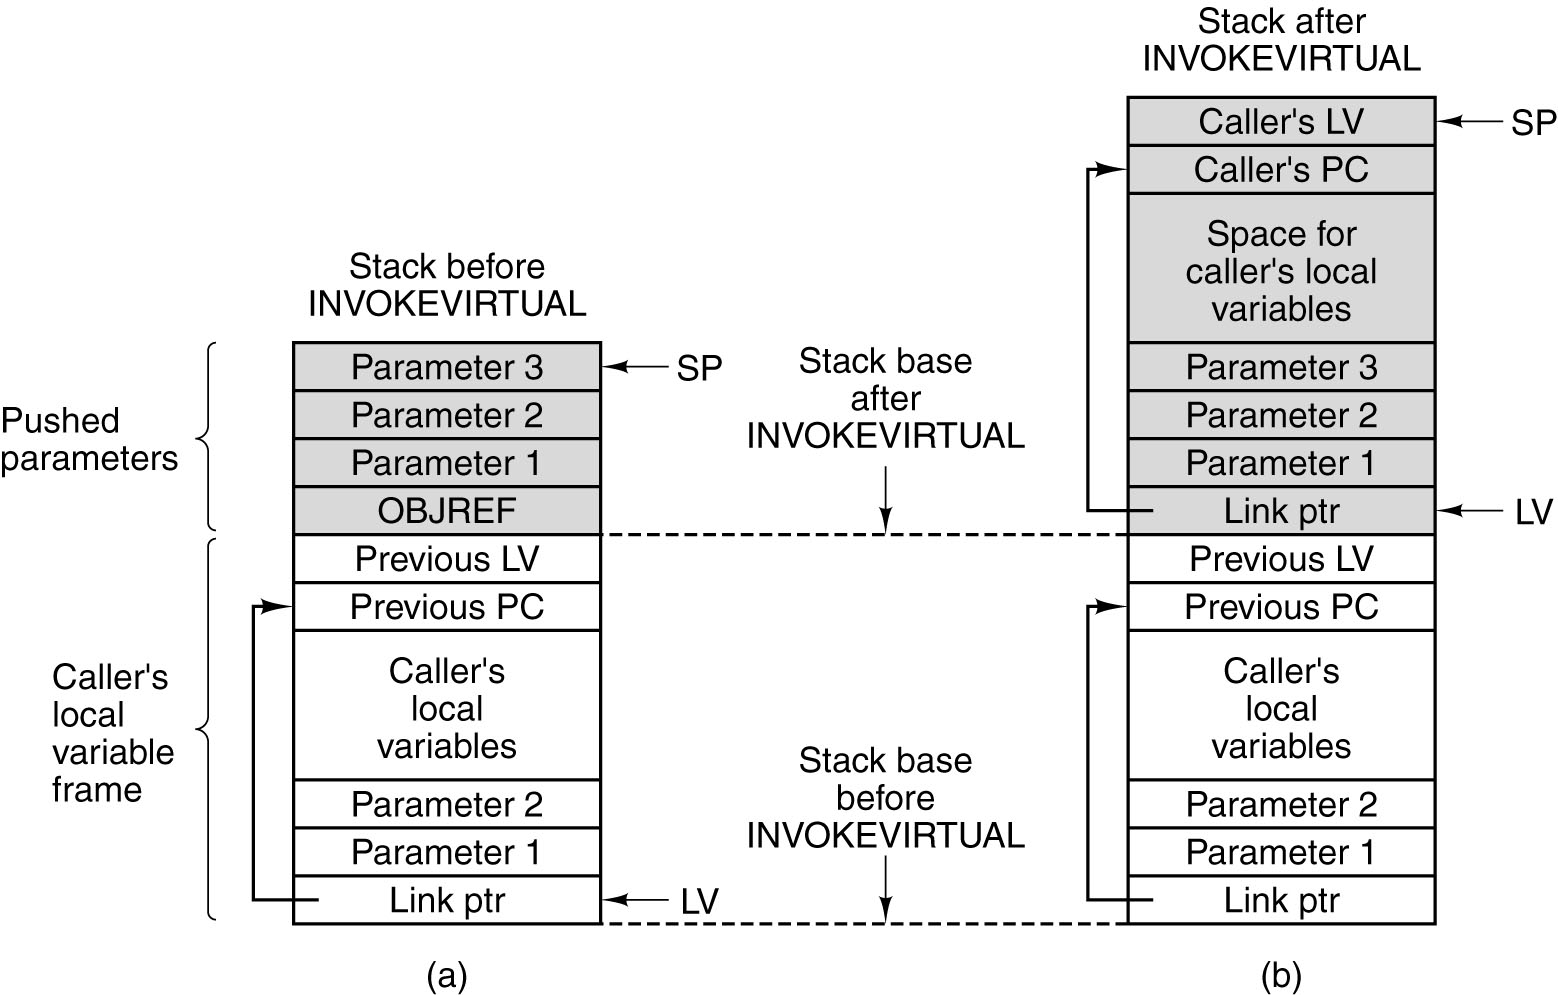 Stack after
INVOKEVIRTUAL
Caller's LV
SP
Caller's PC
Space for
caller's local
variables
Stack before
INVOKEVIRTUAL
Parameter 3
SP
Parameter 2
Parameter 1
OBJREF
Pushed
parameters
Stack base
after
INVOKEVIRTUAL
Parameter 3
Parameter 2
Parameter 1
Link ptr
LV
Previous LV
Previous PC
Caller's
local
variables
Parameter 2
Parameter 1
Link ptr
LV
Caller's
local
variable
frame
Stack base
before
INVOKEVIRTUAL
Previous LV
Previous PC
Caller's
local
variables
Parameter 2
Parameter 1
Link ptr
(a)
(b)